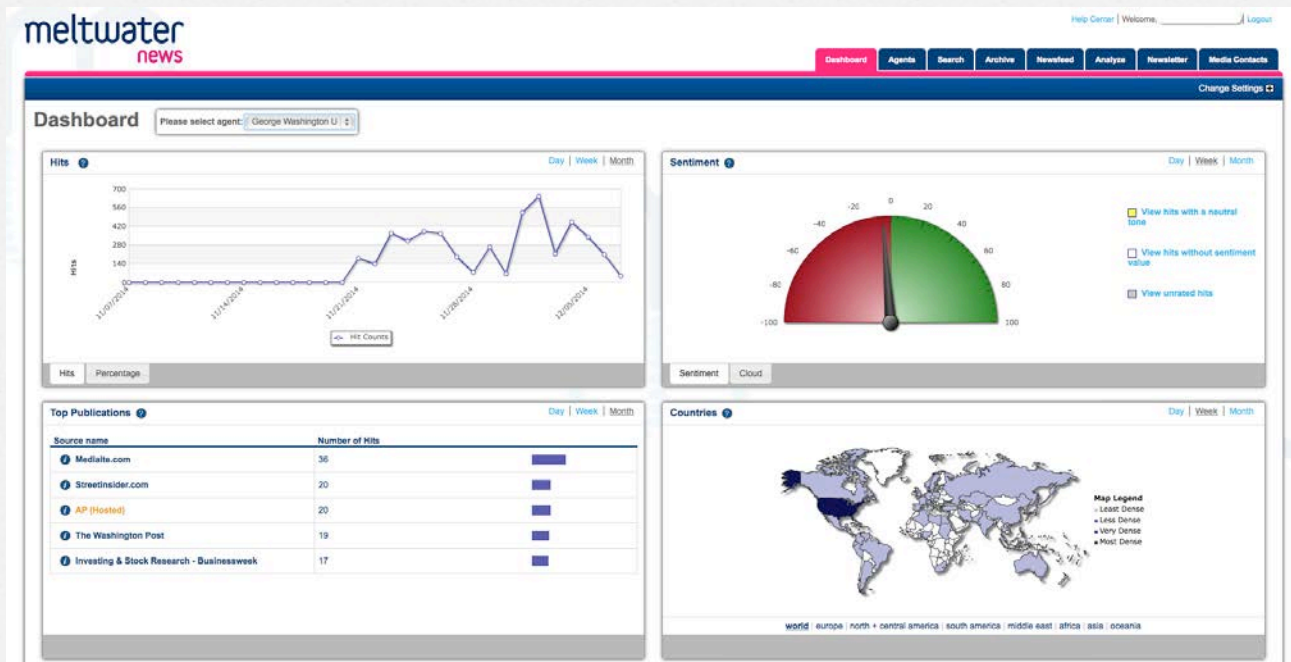 meltwater
news
Help Center | Welcome, | Logout
Dashboard Agents Search Archive Newsfeed Analyze Newsletter Media Contacts
Change Settings
Dashboard Please select agent: George Washington U
Hits Day | Week | Month
700
560
420
280
140
0
Hits
11/07/2014 11/14/2014 11/21/2014 11/28/2014 12/05/2014
Hit Counts
Hits Percentage
Sentiment Day | Week | Month
-100 -80 -60 -40 -20 0 20 40 60 80 100
View hits with a neutral
tone
View hits without sentiment
value
View unrated hits
Sentiment Cloud
Top Publications Day | Week | Month
Source name Number of Hits
Mediaite.com 36
StreetInsider.com 20
AP (Hosted) 20
The Washington Post 19
Investing & Stock Research - Businessweek 17
Countries Day | Week | Month
Map Legend
Least Dense
Less Dense
Very Dense
Most Dense
world | europe | north + central america | south america | middle east | africa | asia | oceania